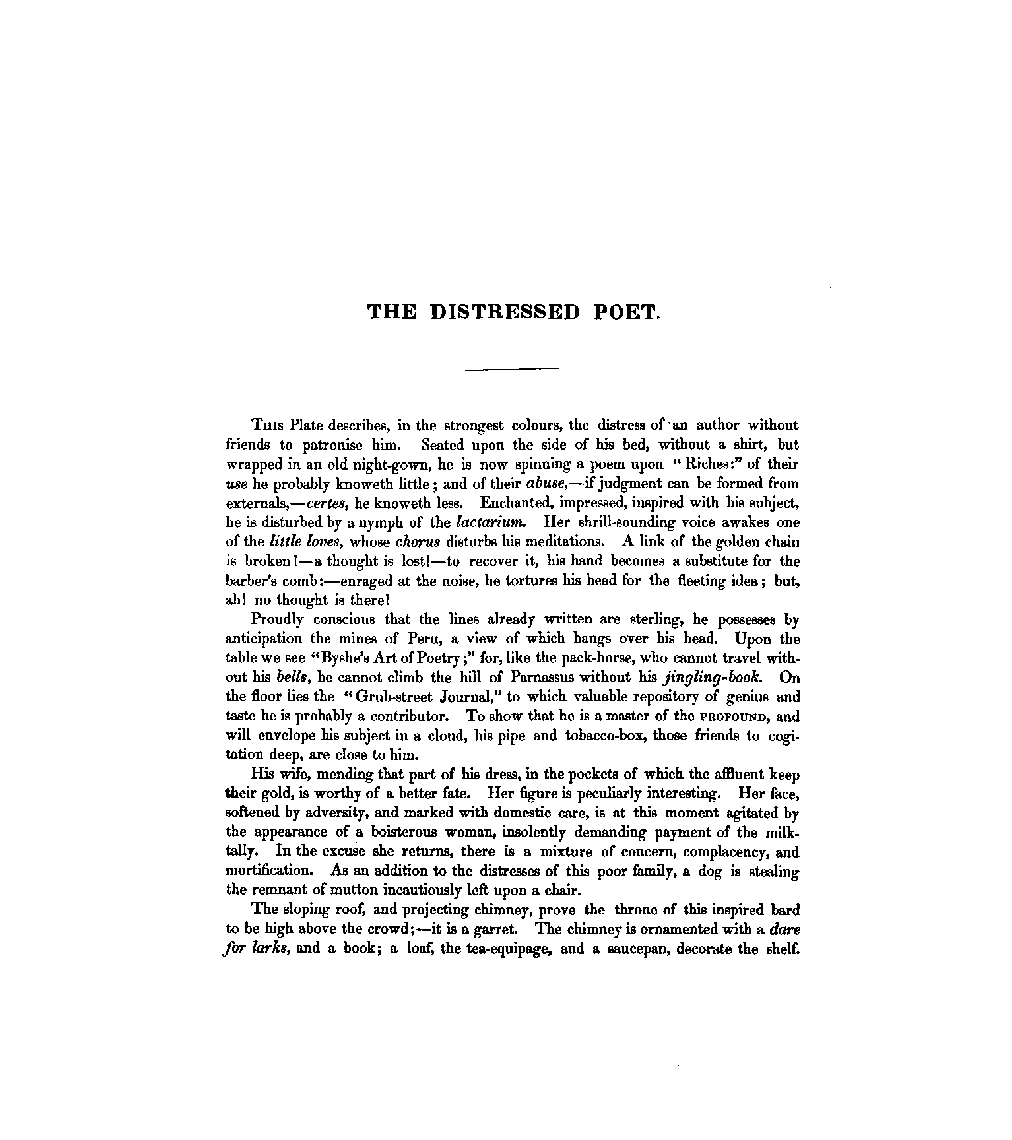 THE DISTRESSED POET.
This Plate describes, in the strongest colours, the distress of an author without
friends to patronise him. Seated upon the side of his bed, without a shirt, but
wrapped in an old night-gown, he is now spinning a poem upon "Riches:" of their
use he probably knoweth little; and of their abuse,—if judgment can be formed from
externals,—certes, he knoweth less. Enchanted, impressed, inspired with his subject,
he is disturbed by a nymph of the lactarium. Her shrill-sounding voice awakes one
of the little loves, whose chorus disturbs his meditations. A link of the golden chain
is broken!—a thought is lost!—to recover it, his hand becomes a substitute for the
barber's comb:—enraged at the noise, he tortures his head for the fleeting idea; but,
ah! no thought is there!
Proudly conscious that the lines already written are sterling, he possesses by
anticipation the mines of Peru, a view of which hangs over his head. Upon the
table we see "Byshe's Art of Poetry;" for, like the pack-horse, who cannot travel with-
out his bells, he cannot climb the hill of Parnassus without his jingling-book. On
the floor lies the "Grub-street Journal," to which valuable repository of genius and
taste he is probably a contributor. To show that he is a master of the PROFOUND, and
will envelope his subject in a cloud, his pipe and tobacco-box, those friends to cogi-
tation deep, are close to him.
His wife, mending that part of his dress, in the pockets of which the affluent keep
their gold, is worthy of a better fate. Her figure is peculiarly interesting. Her face,
softened by adversity, and marked with domestic care, is at this moment agitated by
the appearance of a boisterous woman, insolently demanding payment of the milk-
tally. In the excuse she returns, there is a mixture of concern, complacency, and
mortification. As an addition to the distresses of this poor family, a dog is stealing
the remnant of mutton incautiously left upon a chair.
The sloping roof, and projecting chimney, prove the throne of this inspired bard
to be high above the crowd;—it is a garret. The chimney is ornamented with a dare
for larks, and a book; a loaf, the tea-equipage, and a saucepan, decorate the shelf.